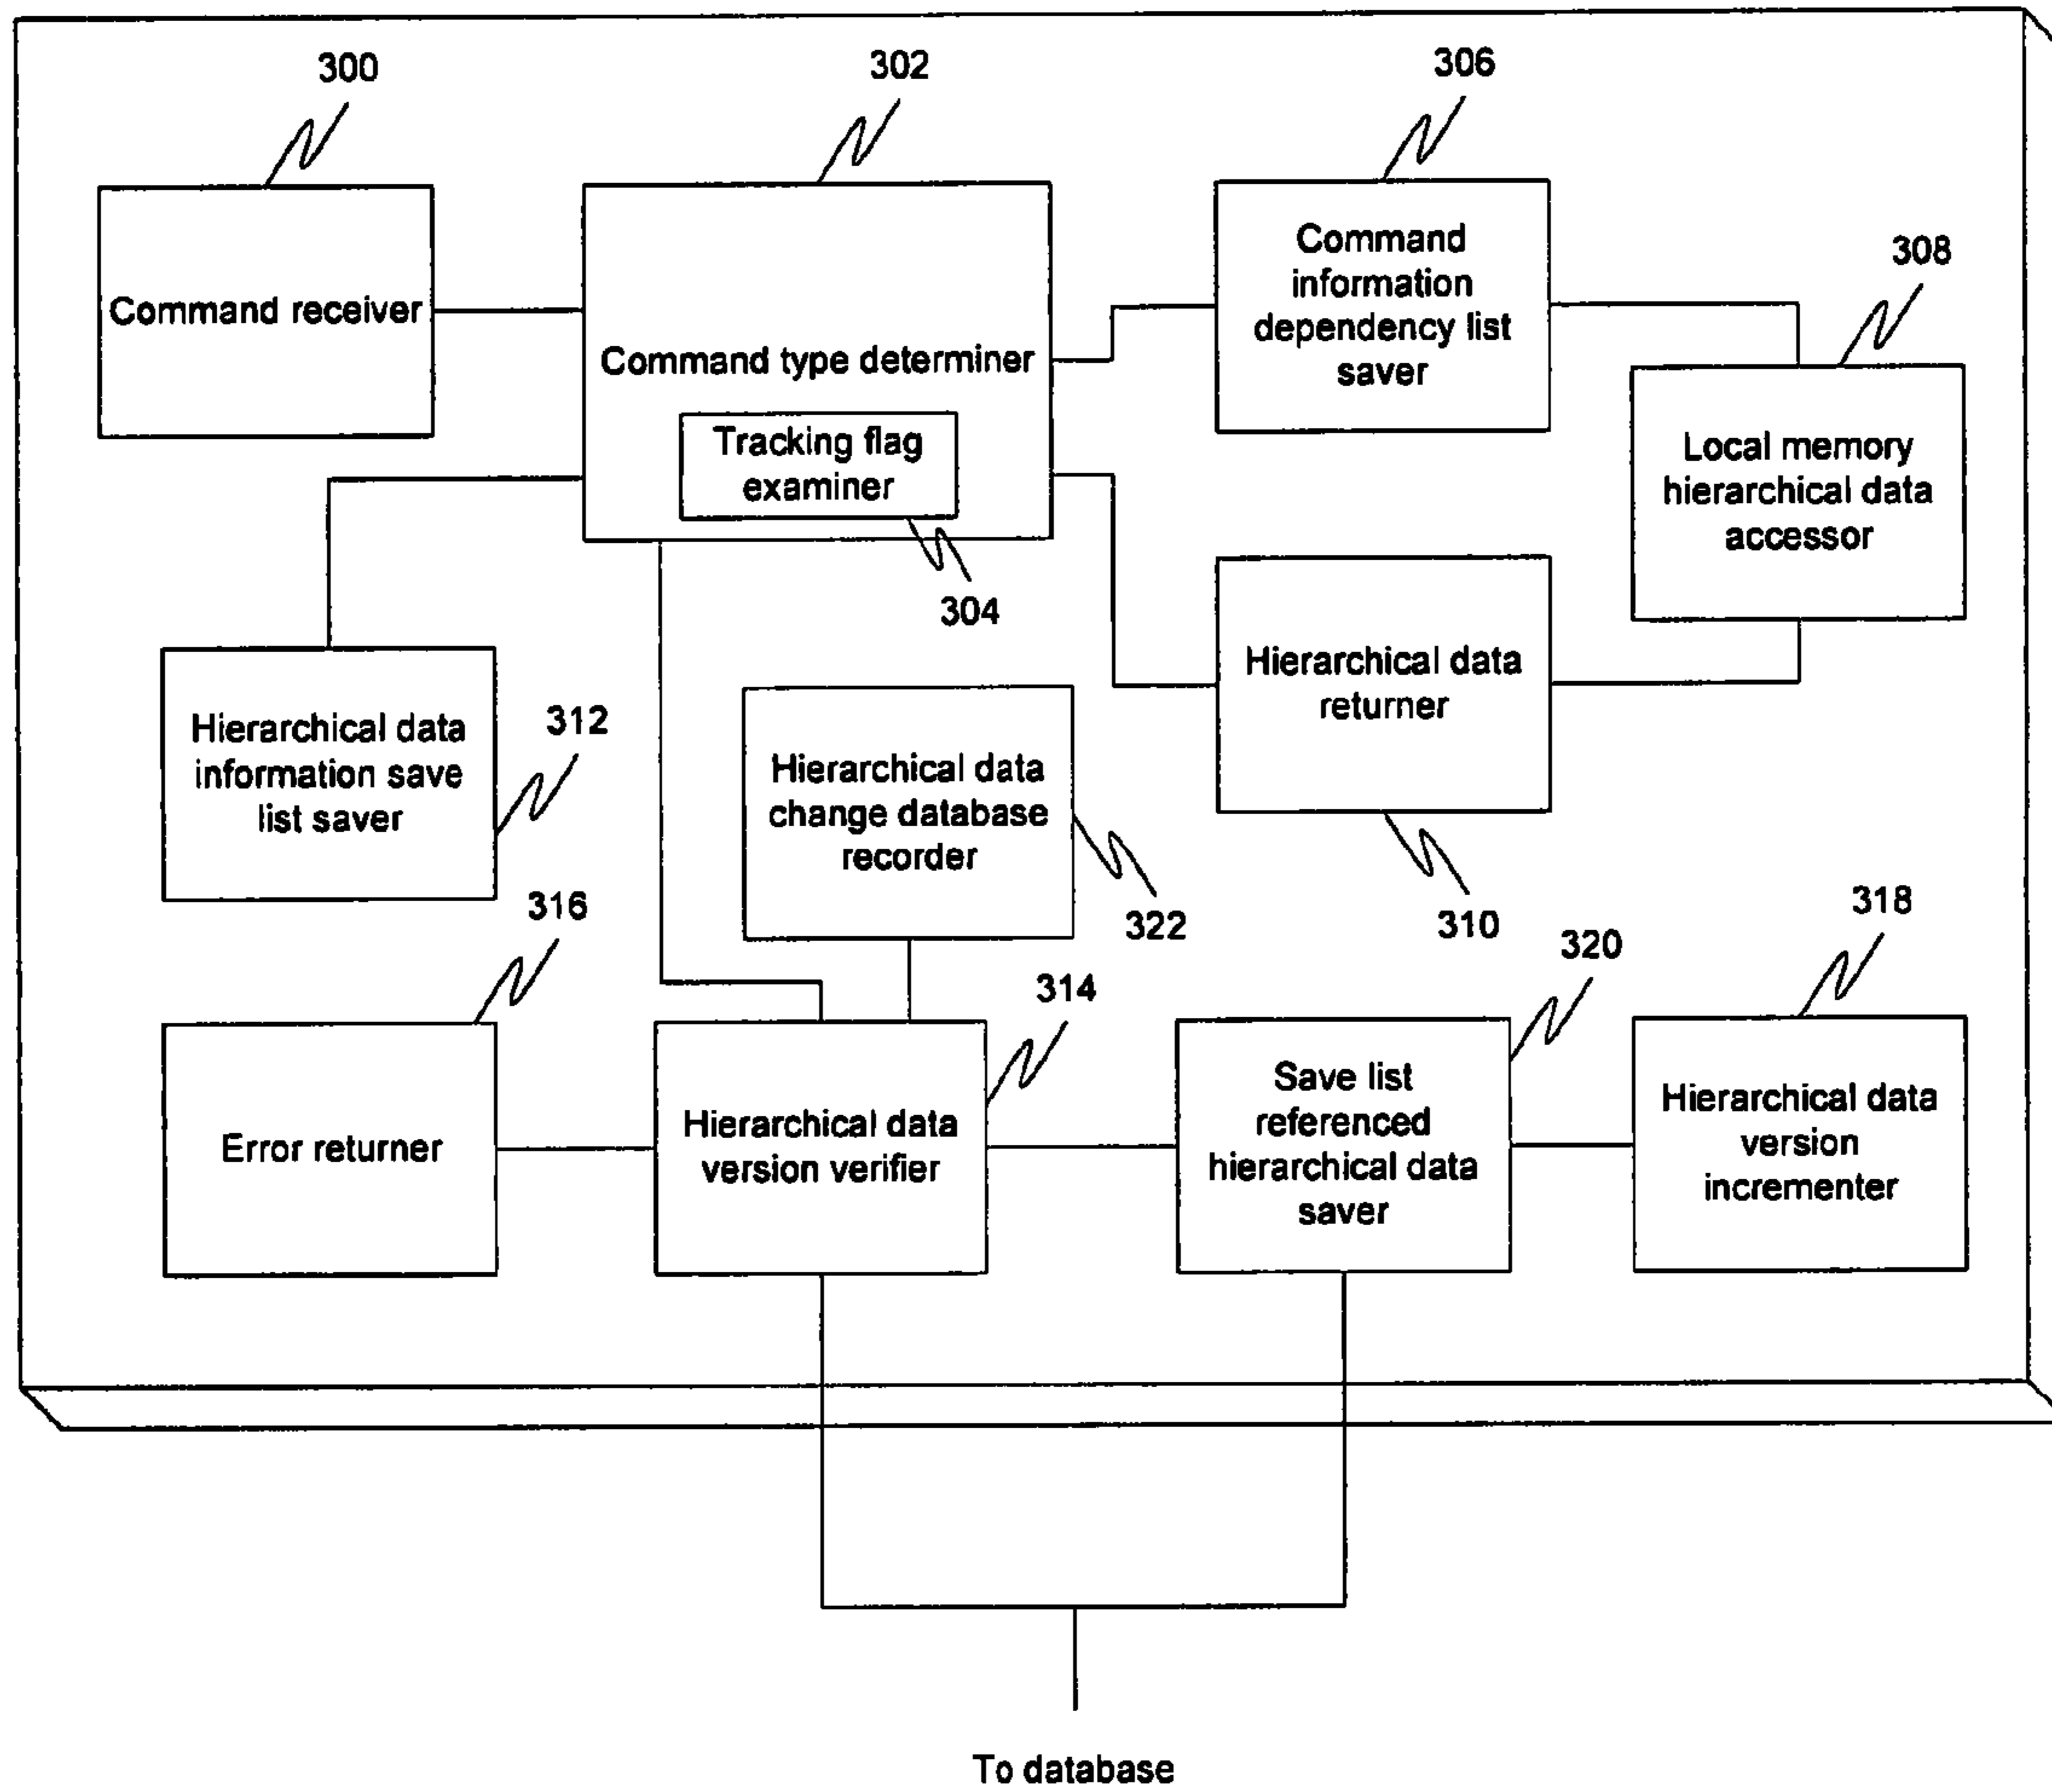 300
302
306
308
Command receiver
Command type determiner
Tracking flag
examiner
304
Command
information
dependency list
saver
Local memory
hierarchical data
accessor
Hierarchical data
returner
310
Hierarchical data
information save
list saver
312
Hierarchical data
change database
recorder
322
316
314
320
318
Error returner
Hierarchical data
version verifier
Save list
referenced
hierarchical data
saver
Hierarchical data
version
incrementer
To database